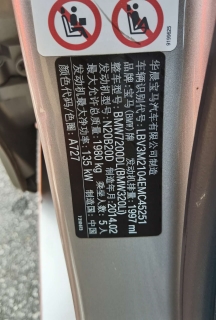 华晨宝马汽车有限公司制造
品牌：宝马(BMW)牌
车辆识别代号：LBV3M2104EMC45251
整车型号：BMW7200DL(BMW320Li)
发动机型号：N20B20D 发动机排量：1997ml
最大允许总质量：1980 kg 制造年月：2014.02
发动机最大净功率：135 kW 乘坐人数：5人
颜色代码/色漆：A/27 制造国：中国